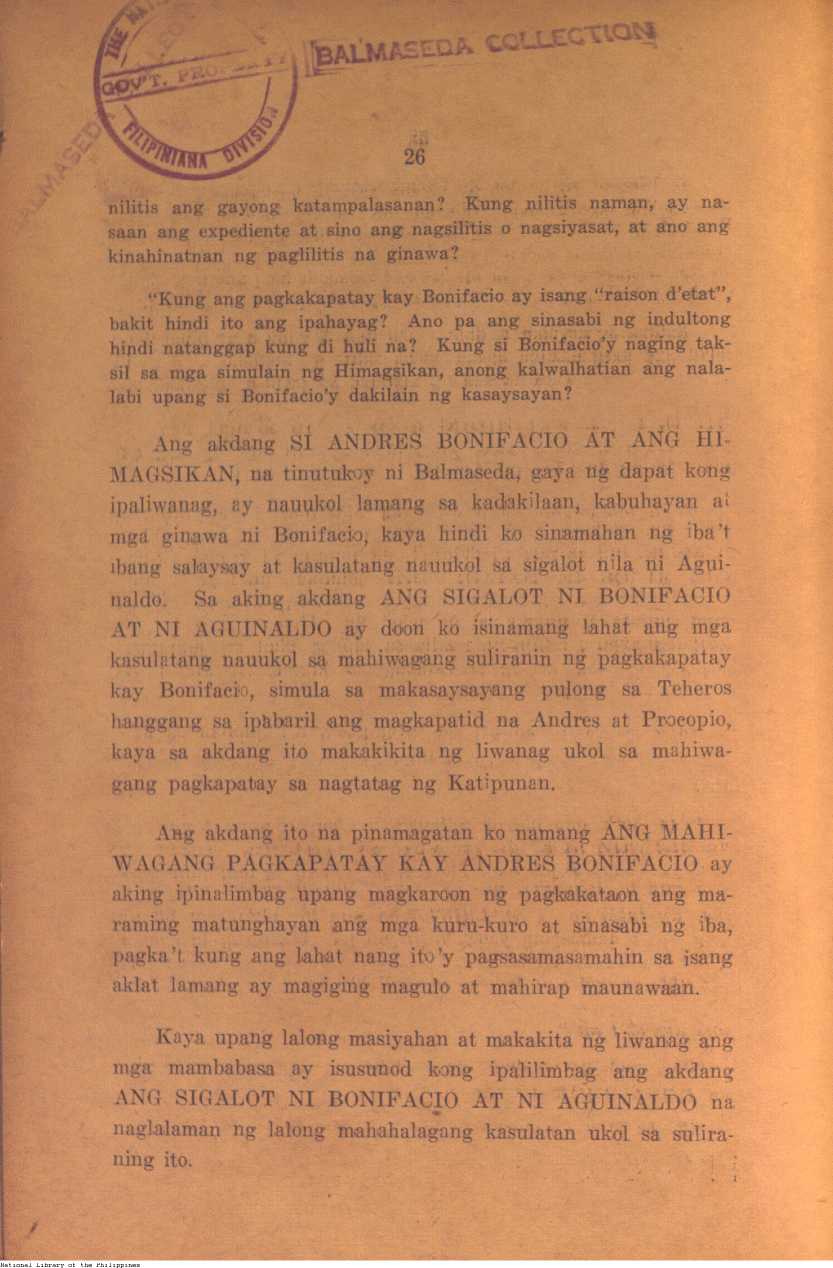 THE NATI
GOV'T. PROPERTY
FILIPINIANA DIVISION
BALMASEDA COLLECTION
BALMASEDA
26
nilitis ang gayong katampalasanan? Kung nilitis naman, ay na-
saan ang expediente at sino ang nagsilitis o nagsiyasat, at ano ang
kinahinatnan ng paglilitis na ginawa?
"Kung ang pagkakapatay kay Bonifacio ay isang "raison d'etat",
bakit hindi ito ang ipahayag? Ano pa ang sinasabi ng indultong
hindi natanggap kung di huli na? Kung si Bonifacio'y naging tak-
sil sa mga simulain ng Himagsikan, anong kalwalhatian ang nala-
labi upang si Bonifacio'y dakilain ng kasaysayan?
Ang akdang SI ANDRES BONIFACIO AT ANG HI-
MAGSIKAN, na tinutukoy ni Balmaseda, gaya ng dapat kong
ipaliwanag, ay nauukol lamang sa kadakilaan, kabuhayan at
mga ginawa ni Bonifacio, kaya hindi ko sinamahan ng iba't
ibang salaysay at kasulatang nauukol sa sigalot nila ni Agui-
naldo. Sa aking akdang ANG SIGALOT NI BONIFACIO
AT NI AGUINALDO ay doon ko isinamang lahat ang mga
kasulatang nauukol sa mahiwagang suliranin ng pagkakapatay
kay Bonifacio, simula sa makasaysayang pulong sa Teheros
hanggang sa ipabaril ang magkapatid na Andres at Procopio,
kaya sa akdang ito makakikita ng liwanag ukol sa mahiwa-
gang pagkapatay sa nagtatag ng Katipunan.
Ang akdang ito na pinamagatan ko namang ANG MAHI-
WAGANG PAGKAPATAY KAY ANDRES BONIFACIO ay
aking ipinalimbag upang magkaroon ng pagkakataon ang ma-
raming matunghayan ang mga kuru-kuro at sinasabi ng iba,
pagka't kung ang lahat nang ito'y pagsasamasamahin sa isang
aklat lamang ay magiging magulo at mahirap maunawaan.
Kaya upang lalong masiyahan at makakita ng liwanag ang
mga mambabasa ay isusunod kong ipalilimbag ang akdang
ANG SIGALOT NI BONIFACIO AT NI AGUINALDO na
naglalaman ng lalong mahahalagang kasulatan ukol sa sulira-
ning ito.
National Library of the Philippines